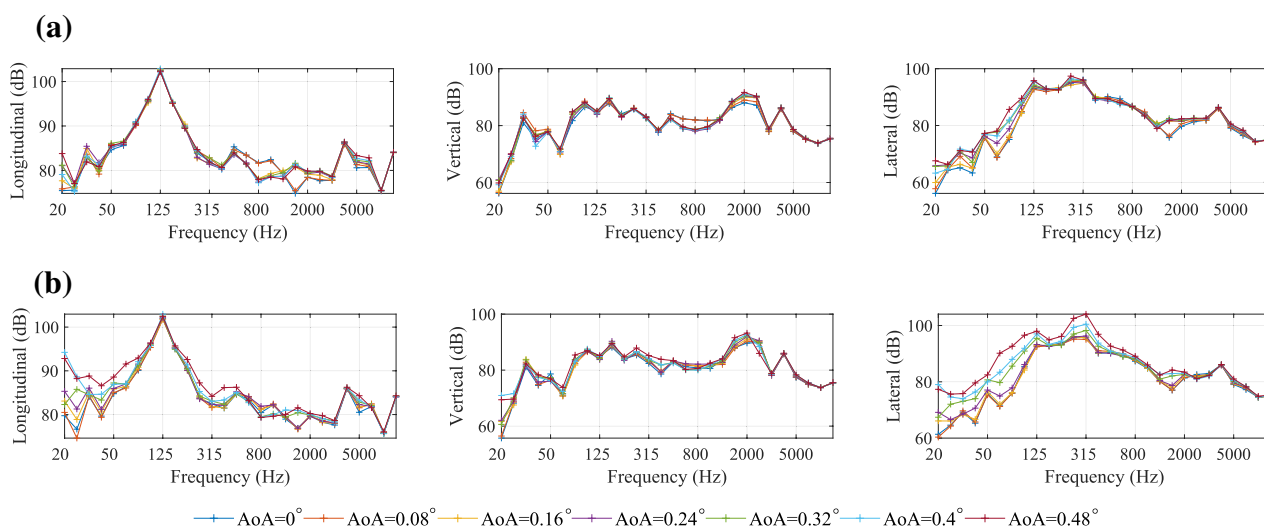 (a)
Longitudinal (dB)
100
90
80
20 50 125 315 800 2000 5000
Frequency (Hz)
Vertical (dB)
100
80
60
20 50 125 315 800 2000 5000
Frequency (Hz)
Lateral (dB)
100
80
60
20 50 125 315 800 2000 5000
Frequency (Hz)
(b)
Longitudinal (dB)
100
90
80
20 50 125 315 800 2000 5000
Frequency (Hz)
Vertical (dB)
100
80
60
20 50 125 315 800 2000 5000
Frequency (Hz)
Lateral (dB)
100
80
60
20 50 125 315 800 2000 5000
Frequency (Hz)
AoA=0° AoA=0.08° AoA=0.16° AoA=0.24° AoA=0.32° AoA=0.4° AoA=0.48°